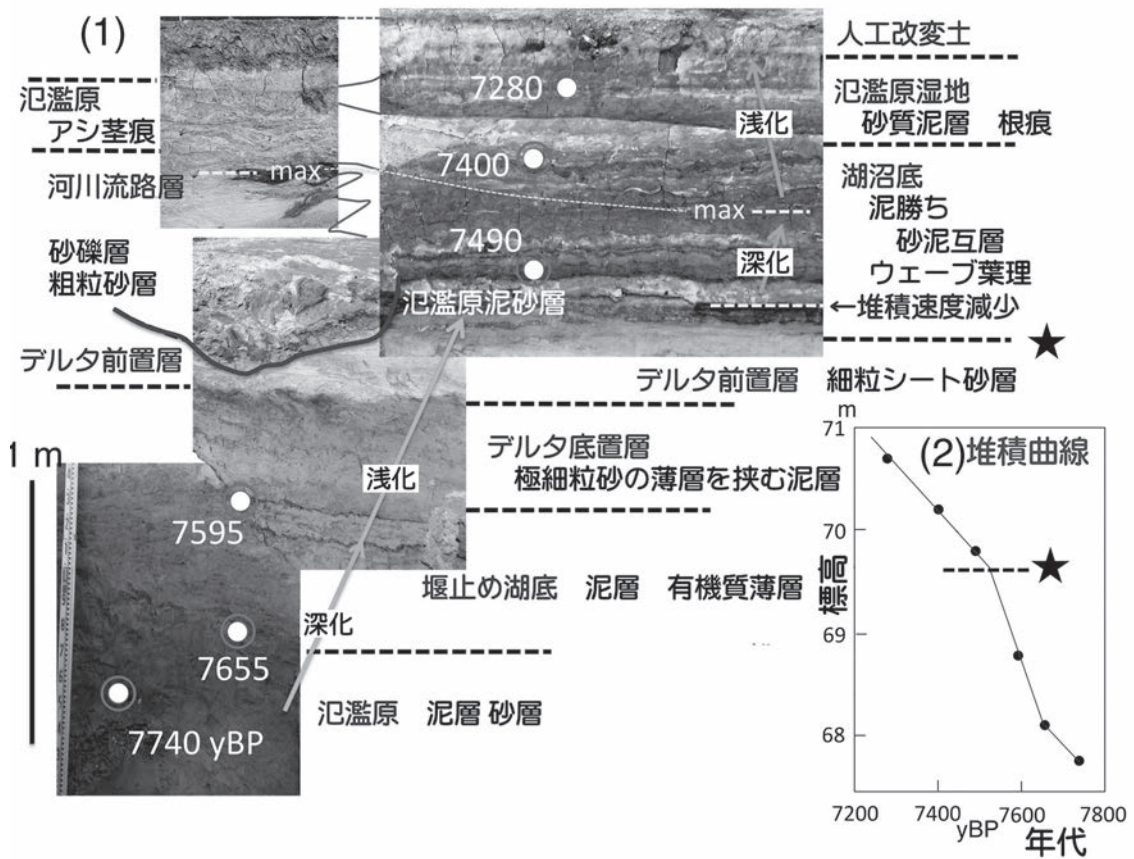 (1)
人工改変土
氾濫原
アシ茎痕
7280
氾濫原湿地
砂質泥層 根痕
浅化
7400
河川流路層
max
max
湖沼底
泥勝ち
砂泥互層
ウェーブ葉理
7490
深化
砂礫層
粗粒砂層
氾濫原泥砂層
←堆積速度減少
★
デルタ前置層
デルタ前置層 細粒シート砂層
1 m
デルタ底置層
極細粒砂の薄層を挟む泥層
浅化
7595
堰止め湖底 泥層 有機質薄層
深化
7655
氾濫原 泥層 砂層
7740 yBP
m
(2)堆積曲線
71
70
69
68
標高
★
7200
7400
7600
7800
yBP
年代